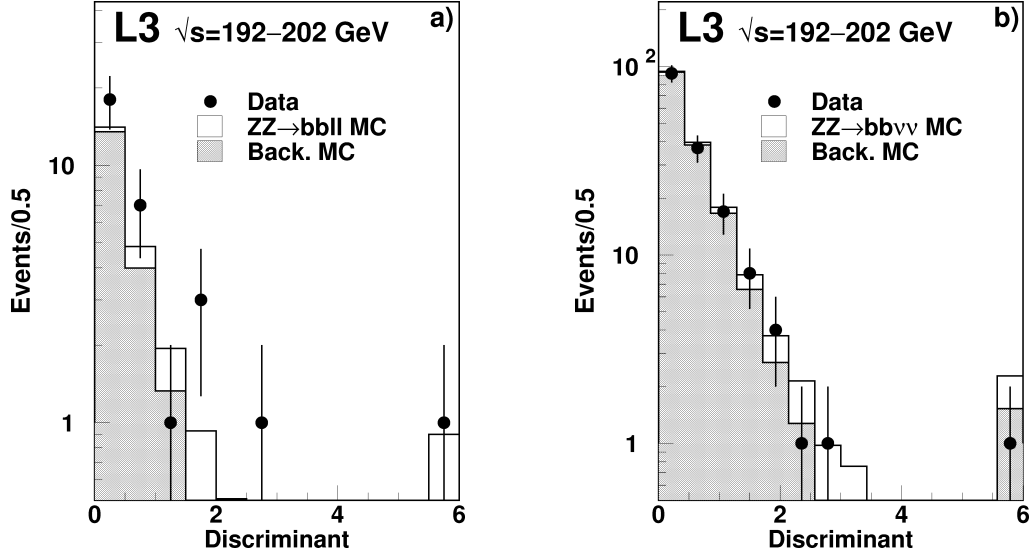 L3 √s=192–202 GeV a)
Data
ZZ→bbll MC
Back. MC
10
1
Events/0.5
0 2 4 6
Discriminant
L3 √s=192–202 GeV b)
Data
ZZ→bbνν MC
Back. MC
10 2
10
1
Events/0.5
0 2 4 6
Discriminant